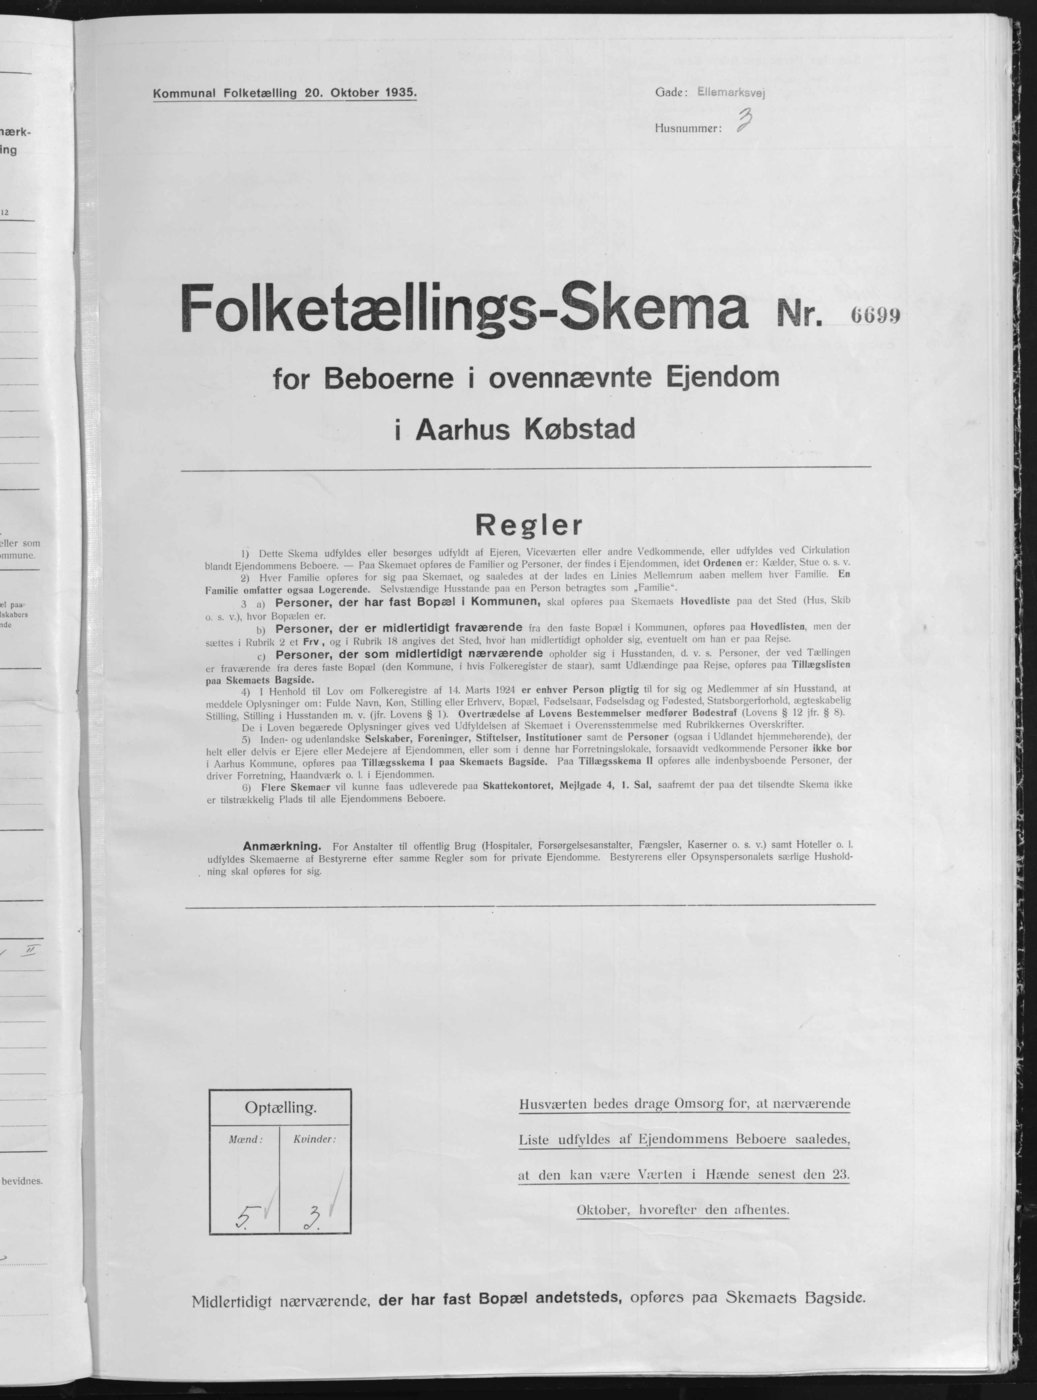 Kommunal Folketælling 20. Oktober 1935.
Gade: Ellemarksvej
Husnummer: 3
Folketællings-Skema Nr. 6699
for Beboerne i ovennævnte Ejendom
i Aarhus Købstad
Regler
1) Dette Skema udfyldes eller besørges udfyldt af Ejeren, Viceværten eller andre Vedkommende, eller udfyldes ved Cirkulation
blandt Ejendommens Beboere. — Paa Skemaet opføres de Familier og Personer, der findes i Ejendommen, idet Ordenen er: Kælder, Stue o. s. v.
2) Hver Familie opføres for sig paa Skemaet, og saaledes at der lades en Linies Mellemrum aaben mellem hver Familie. En
Familie omfatter ogsaa Logerende. Selvstændige Husstande paa en Person betragtes som „Familie“.
3 a) Personer, der har fast Bopæl i Kommunen, skal opføres paa Skemaets Hovedliste paa det Sted (Hus, Skib
o. s. v.), hvor Bopælen er.
b) Personer, der er midlertidigt fraværende fra den faste Bopæl i Kommunen, opføres paa Hovedlisten, men der
sættes i Rubrik 2 et Frv, og i Rubrik 18 angives det Sted, hvor han midlertidigt opholder sig, eventuelt om han er paa Rejse.
c) Personer, der som midlertidigt nærværende opholder sig i Husstanden, d. v. s. Personer, der ved Tællingen
er fraværende fra deres faste Bopæl (den Kommune, i hvis Folkeregister de staar), samt Udlændinge paa Rejse, opføres paa Tillægslisten
paa Skemaets Bagside.
4) I Henhold til Lov om Folkeregistre af 14. Marts 1924 er enhver Person pligtig til for sig og Medlemmer af sin Husstand, at
meddele Oplysninger om: Fulde Navn, Køn, Stilling eller Erhverv, Bopæl, Fødselsaar, Fødselsdag og Fødested, Statsborgerforhold, ægteskabelig
Stilling, Stilling i Husstanden m. v. (jfr. Lovens § 1). Overtrædelse af Lovens Bestemmelser medfører Bødestraf (Lovens § 12 jfr. § 8).
De i Loven begærede Oplysninger gives ved Udfyldelsen af Skemaet i Overensstemmelse med Rubrikkernes Overskrifter.
5) Inden- og udenlandske Selskaber, Foreninger, Stiftelser, Institutioner samt de Personer (ogsaa i Udlandet hjemmehørende), der
helt eller delvis er Ejere eller Medejere af Ejendommen, eller som i denne har Forretningslokale, forsaavidt vedkommende Personer ikke bor
i Aarhus Kommune, opføres paa Tillægsskema I paa Skemaets Bagside. Paa Tillægsskema II opføres alle indenbysboende Personer, der
driver Forretning, Haandværk o. l. i Ejendommen.
6) Flere Skemaer vil kunne faas udleverede paa Skattekontoret, Mejlgade 4, 1. Sal, saafremt der paa det tilsendte Skema ikke
er tilstrækkelig Plads til alle Ejendommens Beboere.
Anmærkning. For Anstalter til offentlig Brug (Hospitaler, Forsørgelsesanstalter, Fængsler, Kaserner o. s. v.) samt Hoteller o. l.
udfyldes Skemaerne af Bestyrerne efter samme Regler som for private Ejendomme. Bestyrerens eller Opsynspersonalets særlige Hushold-
ning skal opføres for sig.
Optælling.
Mænd: Kvinder:
5. 3.
Husværten bedes drage Omsorg for, at nærværende
Liste udfyldes af Ejendommens Beboere saaledes,
at den kan være Værten i Hænde senest den 23.
Oktober, hvorefter den afhentes.
Midlertidigt nærværende, der har fast Bopæl andetsteds, opføres paa Skemaets Bagside.
nærk-
ing
12
eller som
ommune.
el paa-
lskabers
nde
II
bevidnes.